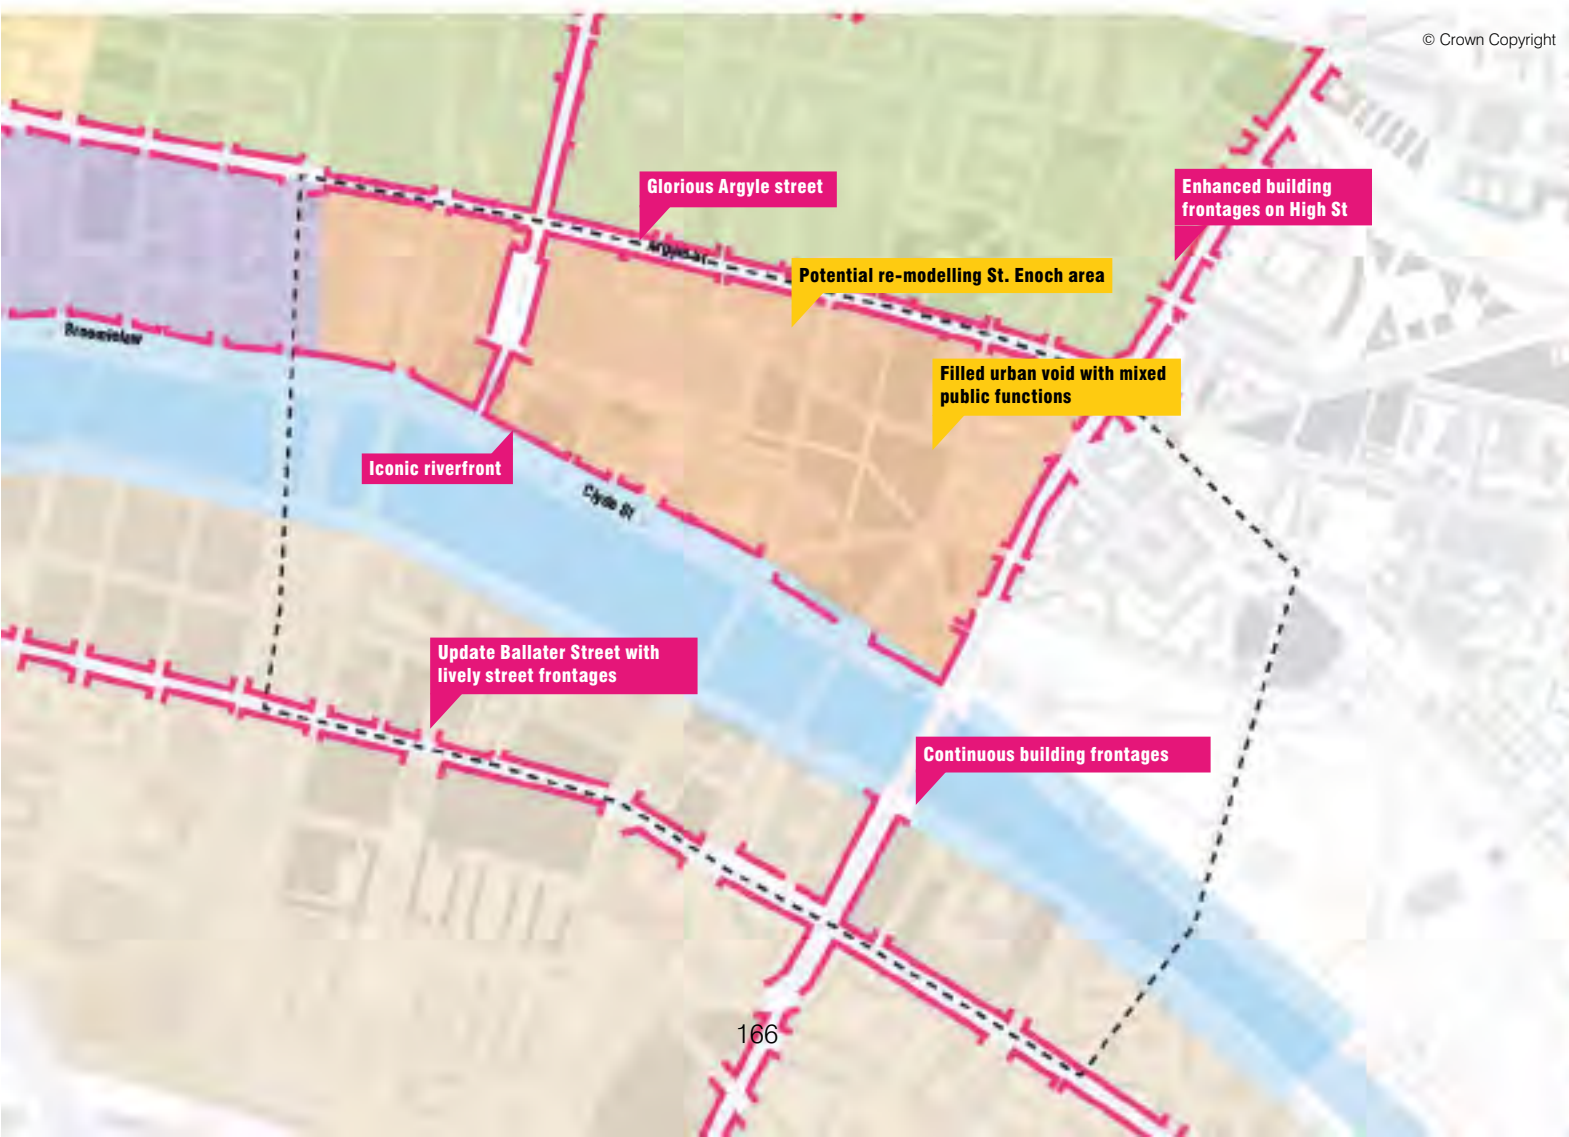 © Crown Copyright
Glorious Argyle street
Enhanced building
frontages on High St
Argyle St
Potential re-modelling St. Enoch area
Broomielaw
Filled urban void with mixed
public functions
Iconic riverfront
Clyde St
Update Ballater Street with
lively street frontages
Continuous building frontages
166